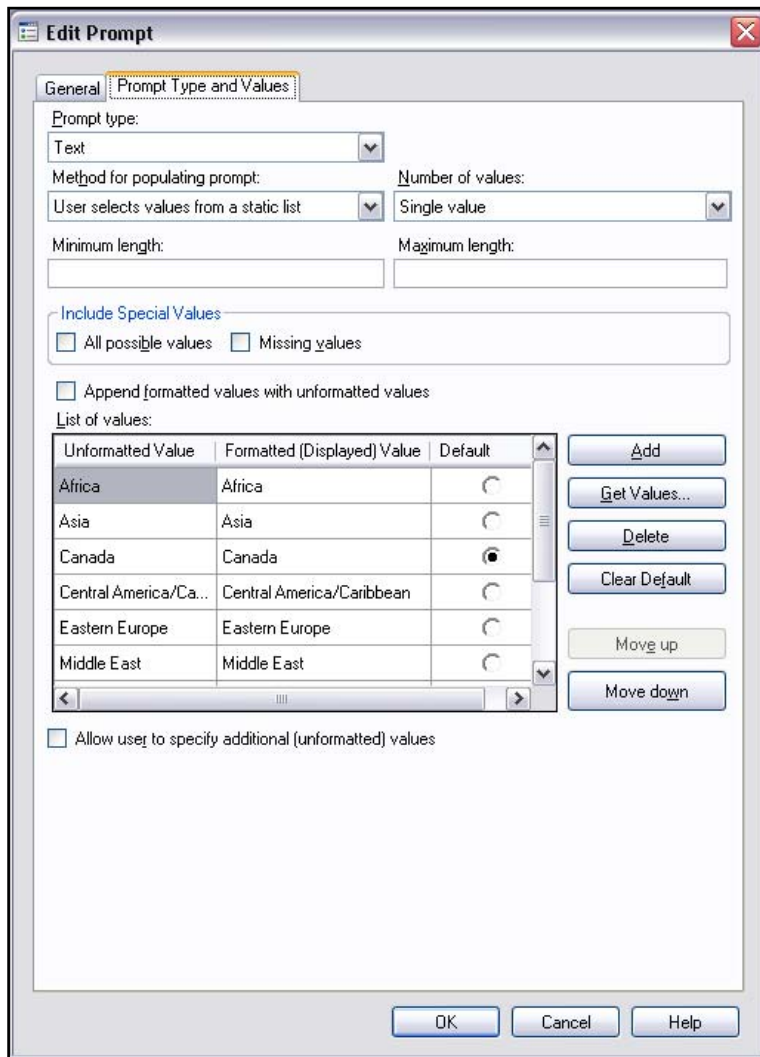 Edit Prompt
General Prompt Type and Values
Prompt type:
Text
Method for populating prompt: Number of values:
User selects values from a static list Single value
Minimum length: Maximum length:
Include Special Values
All possible values Missing values
Append formatted values with unformatted values
List of values:
Unformatted Value Formatted (Displayed) Value Default Add
Africa Africa Get Values...
Asia Asia Delete
Canada Canada Clear Default
Central America/Ca... Central America/Caribbean
Eastern Europe Eastern Europe Move up
Middle East Middle East Move down
Allow user to specify additional (unformatted) values
OK Cancel Help